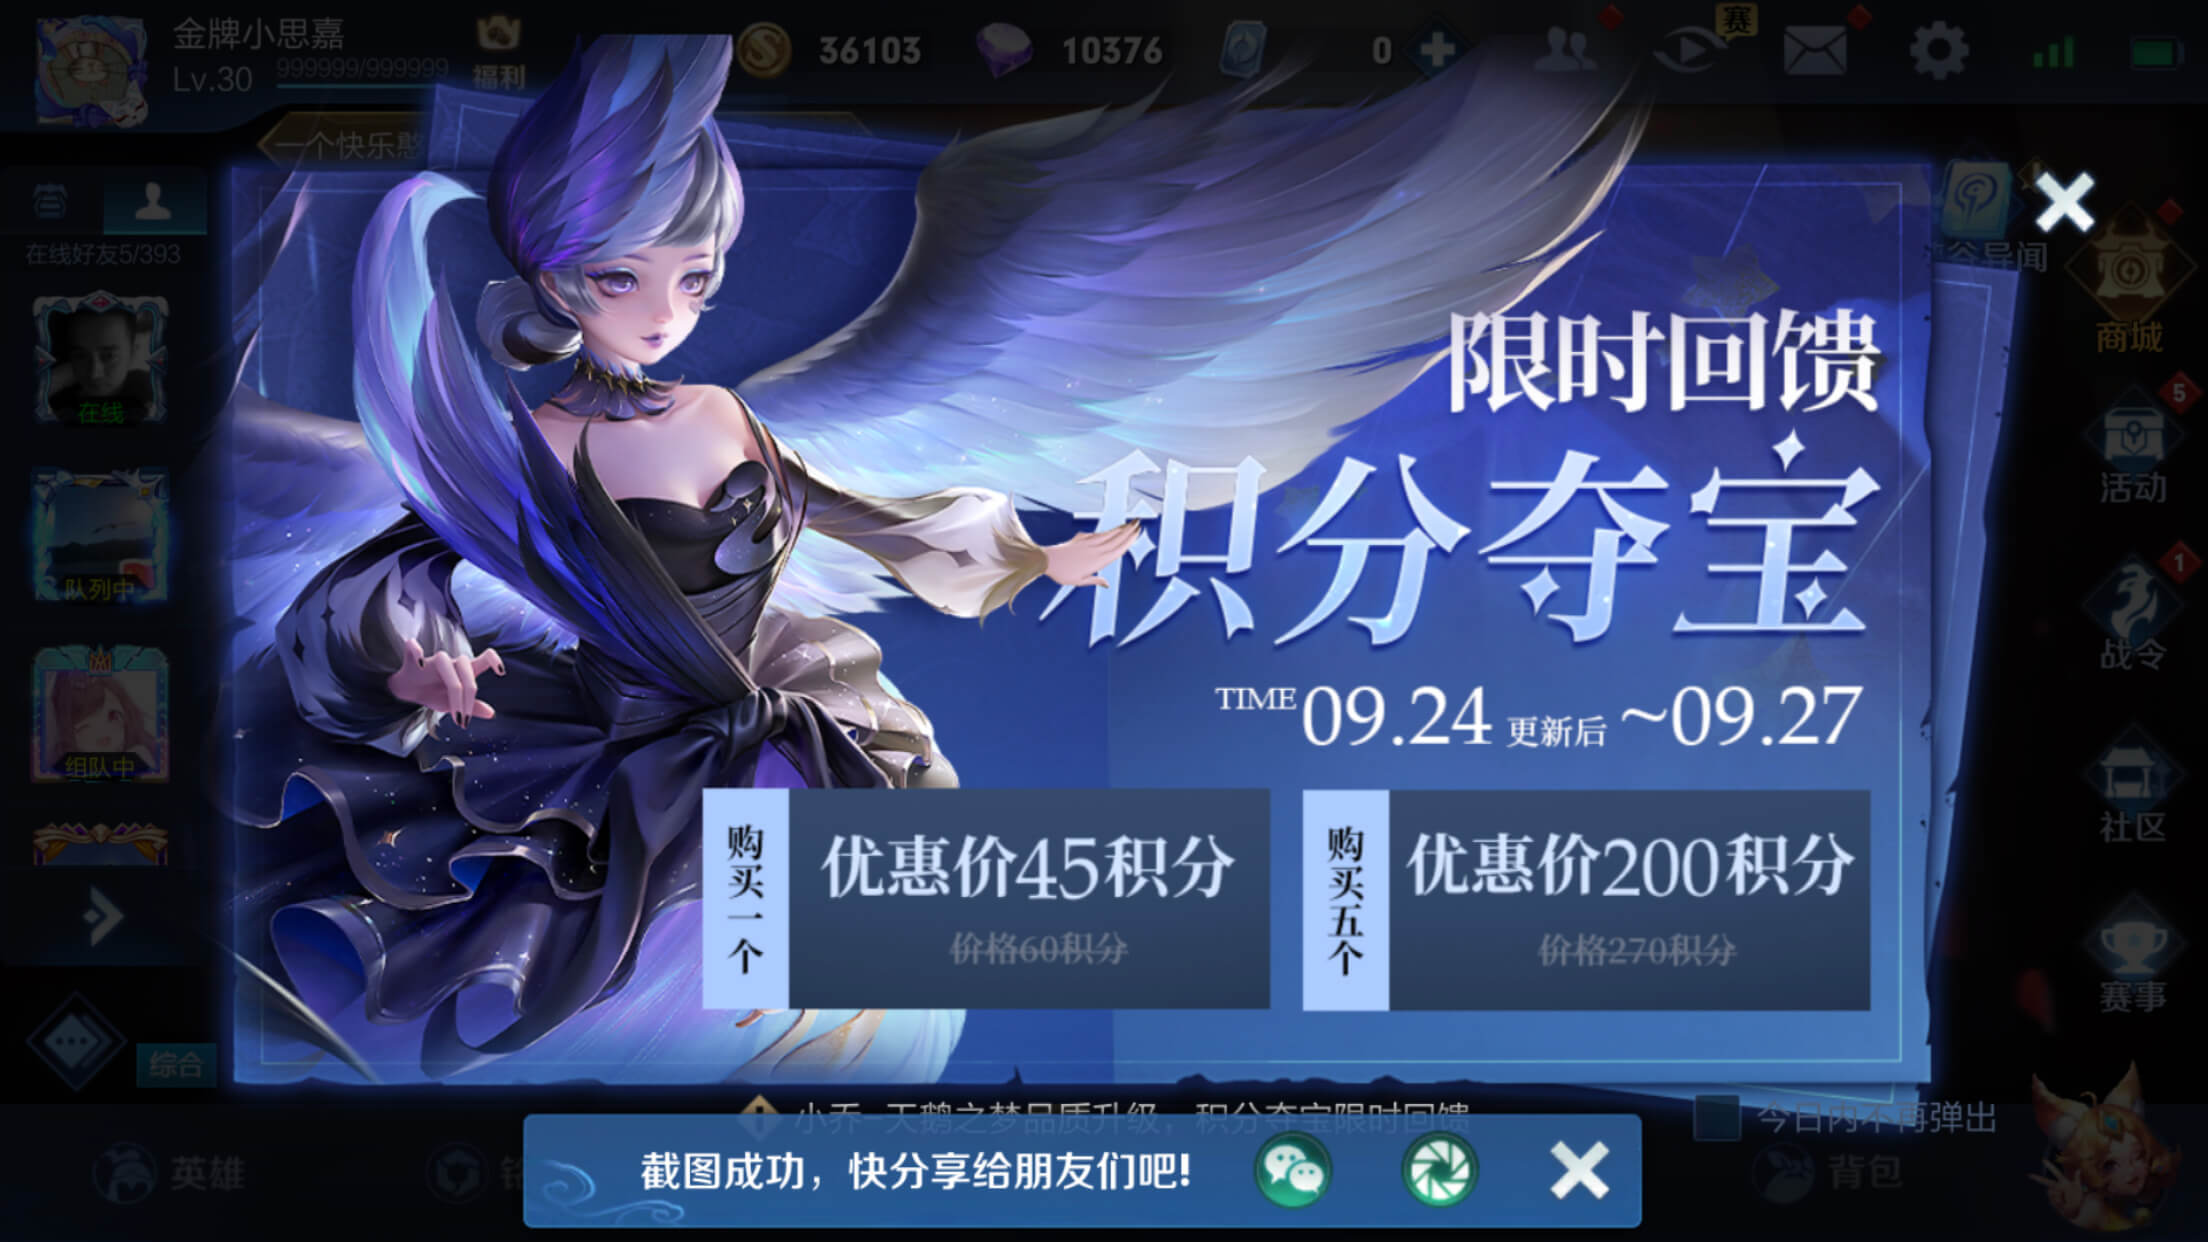 金牌小思嘉
Lv.30
999999/999999
福利
36103
10376
0
赛
一个快乐憨
在线好友5/393
在线
队列中
组队中
综合
限时回馈
积分夺宝
TIME 09.24 更新后 ~09.27
购买一个
优惠价45积分
价格60积分
购买五个
优惠价200积分
价格270积分
谷异闻
商城
5
活动
1
战令
社区
赛事
小乔-天鹅之梦品质升级，积分夺宝限时回馈
今日内不再弹出
截图成功，快分享给朋友们吧!
英雄
背包